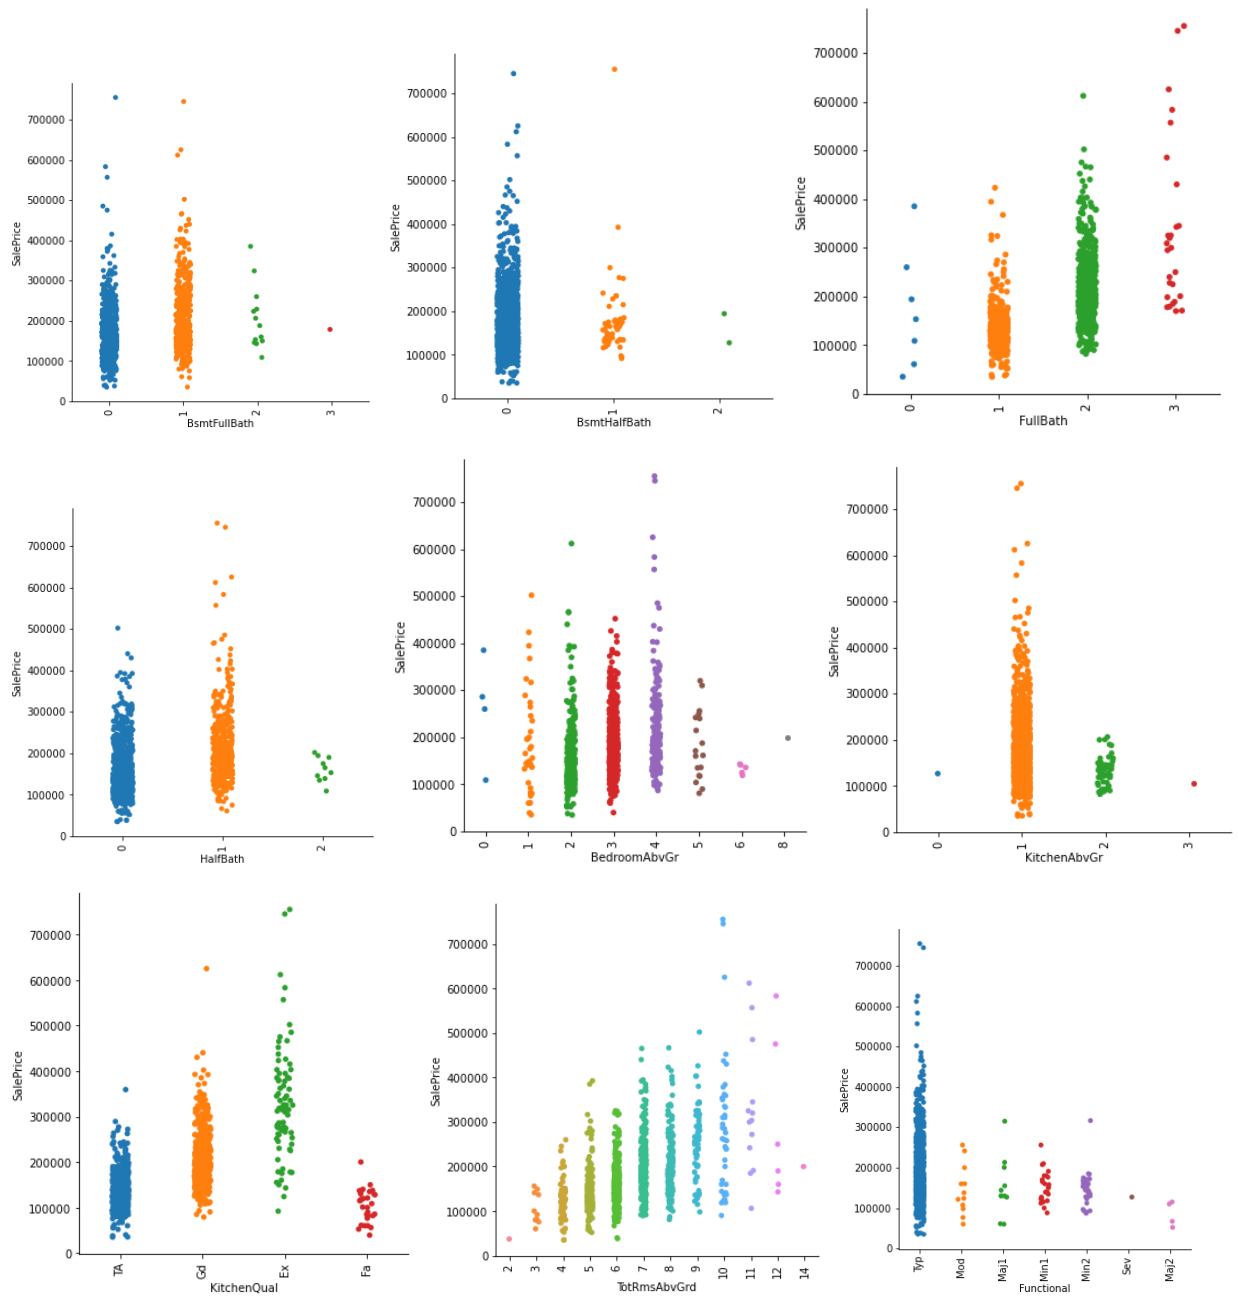 SalePrice
700000
600000
500000
400000
300000
200000
100000
0
0 1 2 3
BsmtFullBath
SalePrice
700000
600000
500000
400000
300000
200000
100000
0
0 1 2
BsmtHalfBath
SalePrice
700000
600000
500000
400000
300000
200000
100000
0
0 1 2 3
FullBath
SalePrice
700000
600000
500000
400000
300000
200000
100000
0
0 1 2
HalfBath
SalePrice
700000
600000
500000
400000
300000
200000
100000
0
0 1 2 3 4 5 6 8
BedroomAbvGr
SalePrice
700000
600000
500000
400000
300000
200000
100000
0
0 1 2 3
KitchenAbvGr
SalePrice
700000
600000
500000
400000
300000
200000
100000
0
TA Gd Ex Fa
KitchenQual
SalePrice
700000
600000
500000
400000
300000
200000
100000
0
2 3 4 5 6 7 8 9 10 11 12 14
TotRmsAbvGrd
SalePrice
700000
600000
500000
400000
300000
200000
100000
0
Typ Mod Maj1 Min1 Min2 Sev Maj2
Functional